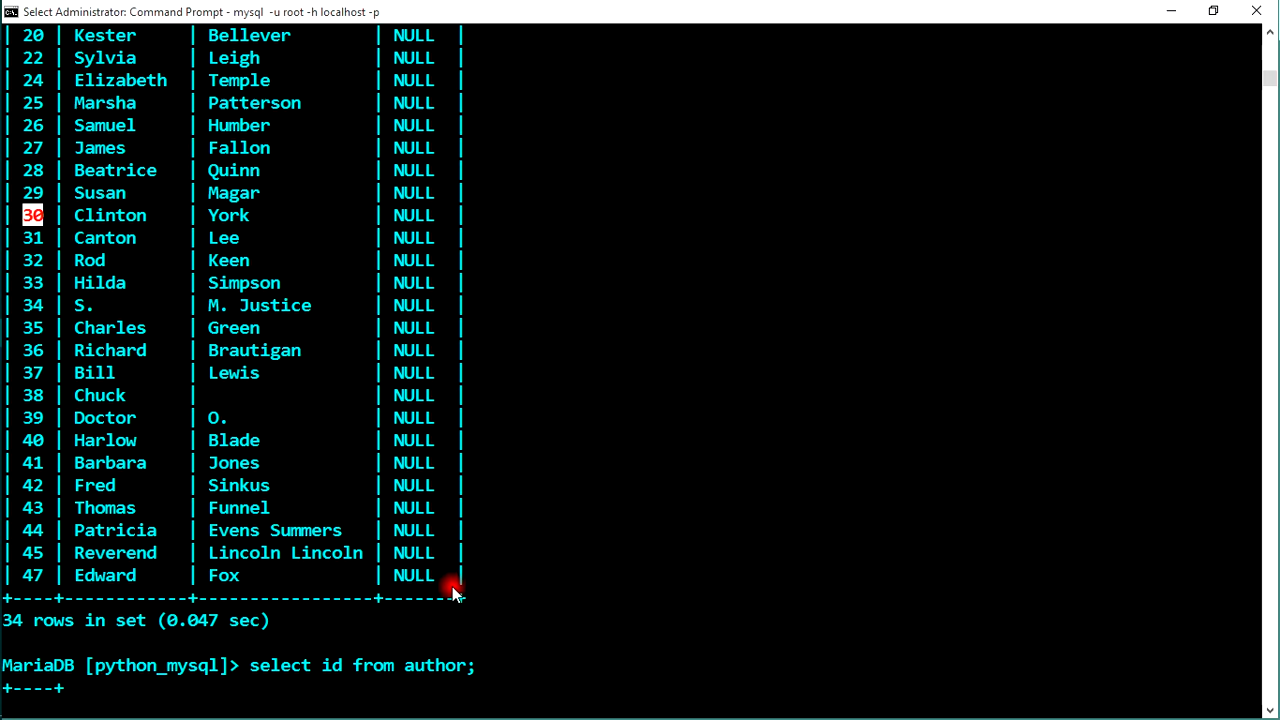 Select Administrator: Command Prompt - mysql -u root -h localhost -p
| 20 | Kester | Bellever | NULL |
| 22 | Sylvia | Leigh | NULL |
| 24 | Elizabeth | Temple | NULL |
| 25 | Marsha | Patterson | NULL |
| 26 | Samuel | Humber | NULL |
| 27 | James | Fallon | NULL |
| 28 | Beatrice | Quinn | NULL |
| 29 | Susan | Magar | NULL |
| 30 | Clinton | York | NULL |
| 31 | Canton | Lee | NULL |
| 32 | Rod | Keen | NULL |
| 33 | Hilda | Simpson | NULL |
| 34 | S. | M. Justice | NULL |
| 35 | Charles | Green | NULL |
| 36 | Richard | Brautigan | NULL |
| 37 | Bill | Lewis | NULL |
| 38 | Chuck | | NULL |
| 39 | Doctor | O. | NULL |
| 40 | Harlow | Blade | NULL |
| 41 | Barbara | Jones | NULL |
| 42 | Fred | Sinkus | NULL |
| 43 | Thomas | Funnel | NULL |
| 44 | Patricia | Evens Summers | NULL |
| 45 | Reverend | Lincoln Lincoln | NULL |
| 47 | Edward | Fox | NULL |
+----+------------+-----------------+-------+
34 rows in set (0.047 sec)
MariaDB [python_mysql]> select id from author;
+----+